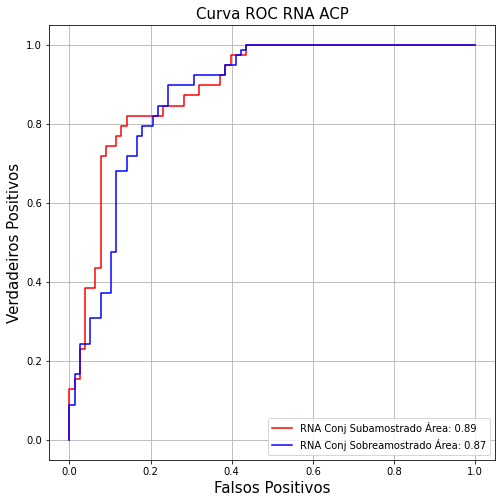 Curva ROC RNA ACP
Verdadeiros Positivos
1.0
0.8
0.6
0.4
0.2
0.0
0.0 0.2 0.4 0.6 0.8 1.0
Falsos Positivos
RNA Conj Subamostrado Área: 0.89
RNA Conj Sobreamostrado Área: 0.87